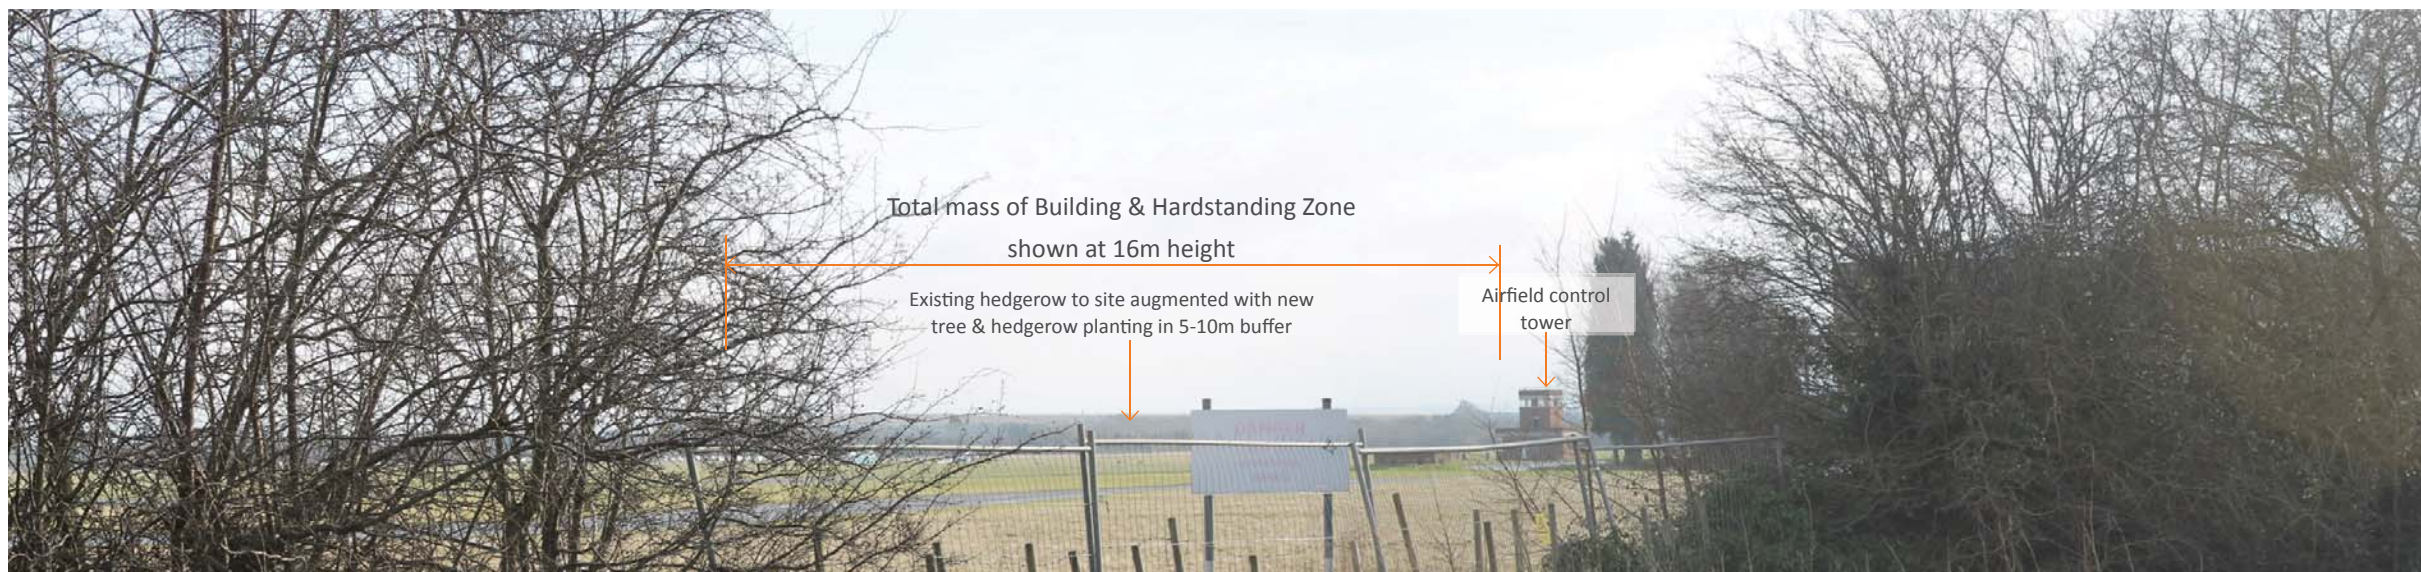 Total mass of Building & Hardstanding Zone
shown at 16m height
Existing hedgerow to site augmented with new
tree & hedgerow planting in 5-10m buffer
Airfield control
tower
DANGER